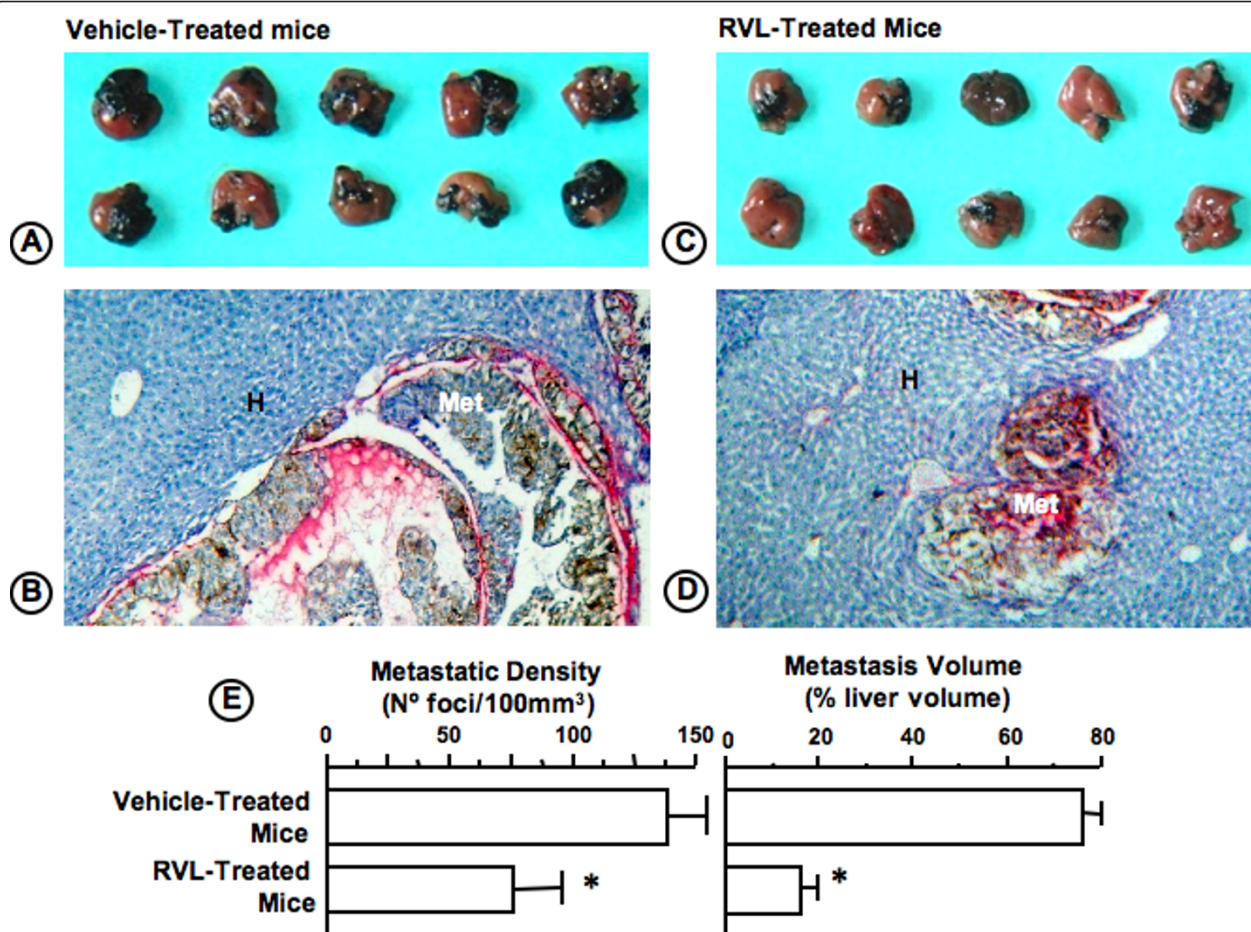 Vehicle-Treated mice
RVL-Treated Mice
A
C
H
Met
B
H
Met
D
E
Metastatic Density
(Nº foci/100mm³)
Metastasis Volume
(% liver volume)
0 50 100 150
0 20 40 60 80
Vehicle-Treated
Mice
RVL-Treated
Mice
*
*